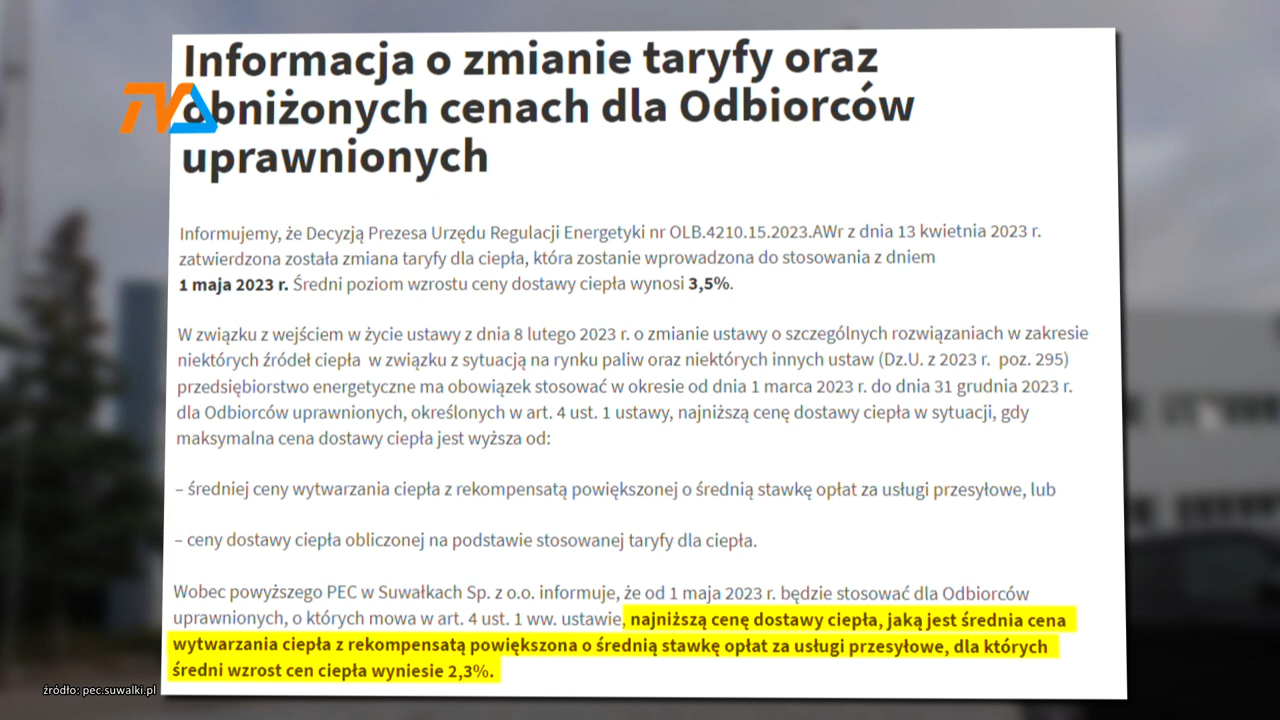 Informacja o zmianie taryfy oraz
TVA
obniżonych cenach dla Odbiorców
uprawnionych
Informujemy, że Decyzją Prezesa Urzędu Regulacji Energetyki nr OLB.4210.15.2023.AWr z dnia 13 kwietnia 2023 r.
zatwierdzona została zmiana taryfy dla ciepła, która zostanie wprowadzona do stosowania z dniem
1 maja 2023 r. Średni poziom wzrostu ceny dostawy ciepła wynosi 3,5%.
W związku z wejściem w życie ustawy z dnia 8 lutego 2023 r. o zmianie ustawy o szczególnych rozwiązaniach w zakresie
niektórych źródeł ciepła w związku z sytuacją na rynku paliw oraz niektórych innych ustaw (Dz.U. z 2023 r. poz. 295)
przedsiębiorstwo energetyczne ma obowiązek stosować w okresie od dnia 1 marca 2023 r. do dnia 31 grudnia 2023 r.
dla Odbiorców uprawnionych, określonych w art. 4 ust. 1 ustawy, najniższą cenę dostawy ciepła w sytuacji, gdy
maksymalna cena dostawy ciepła jest wyższa od:
– średniej ceny wytwarzania ciepła z rekompensatą powiększonej o średnią stawkę opłat za usługi przesyłowe, lub
– ceny dostawy ciepła obliczonej na podstawie stosowanej taryfy dla ciepła.
Wobec powyższego PEC w Suwałkach Sp. z o.o. informuje, że od 1 maja 2023 r. będzie stosować dla Odbiorców
uprawnionych, o których mowa w art. 4 ust. 1 ww. ustawie, najniższą cenę dostawy ciepła, jaką jest średnia cena
wytwarzania ciepła z rekompensatą powiększona o średnią stawkę opłat za usługi przesyłowe, dla których
średni wzrost cen ciepła wyniesie 2,3%.
źródło: pec.suwalki.pl